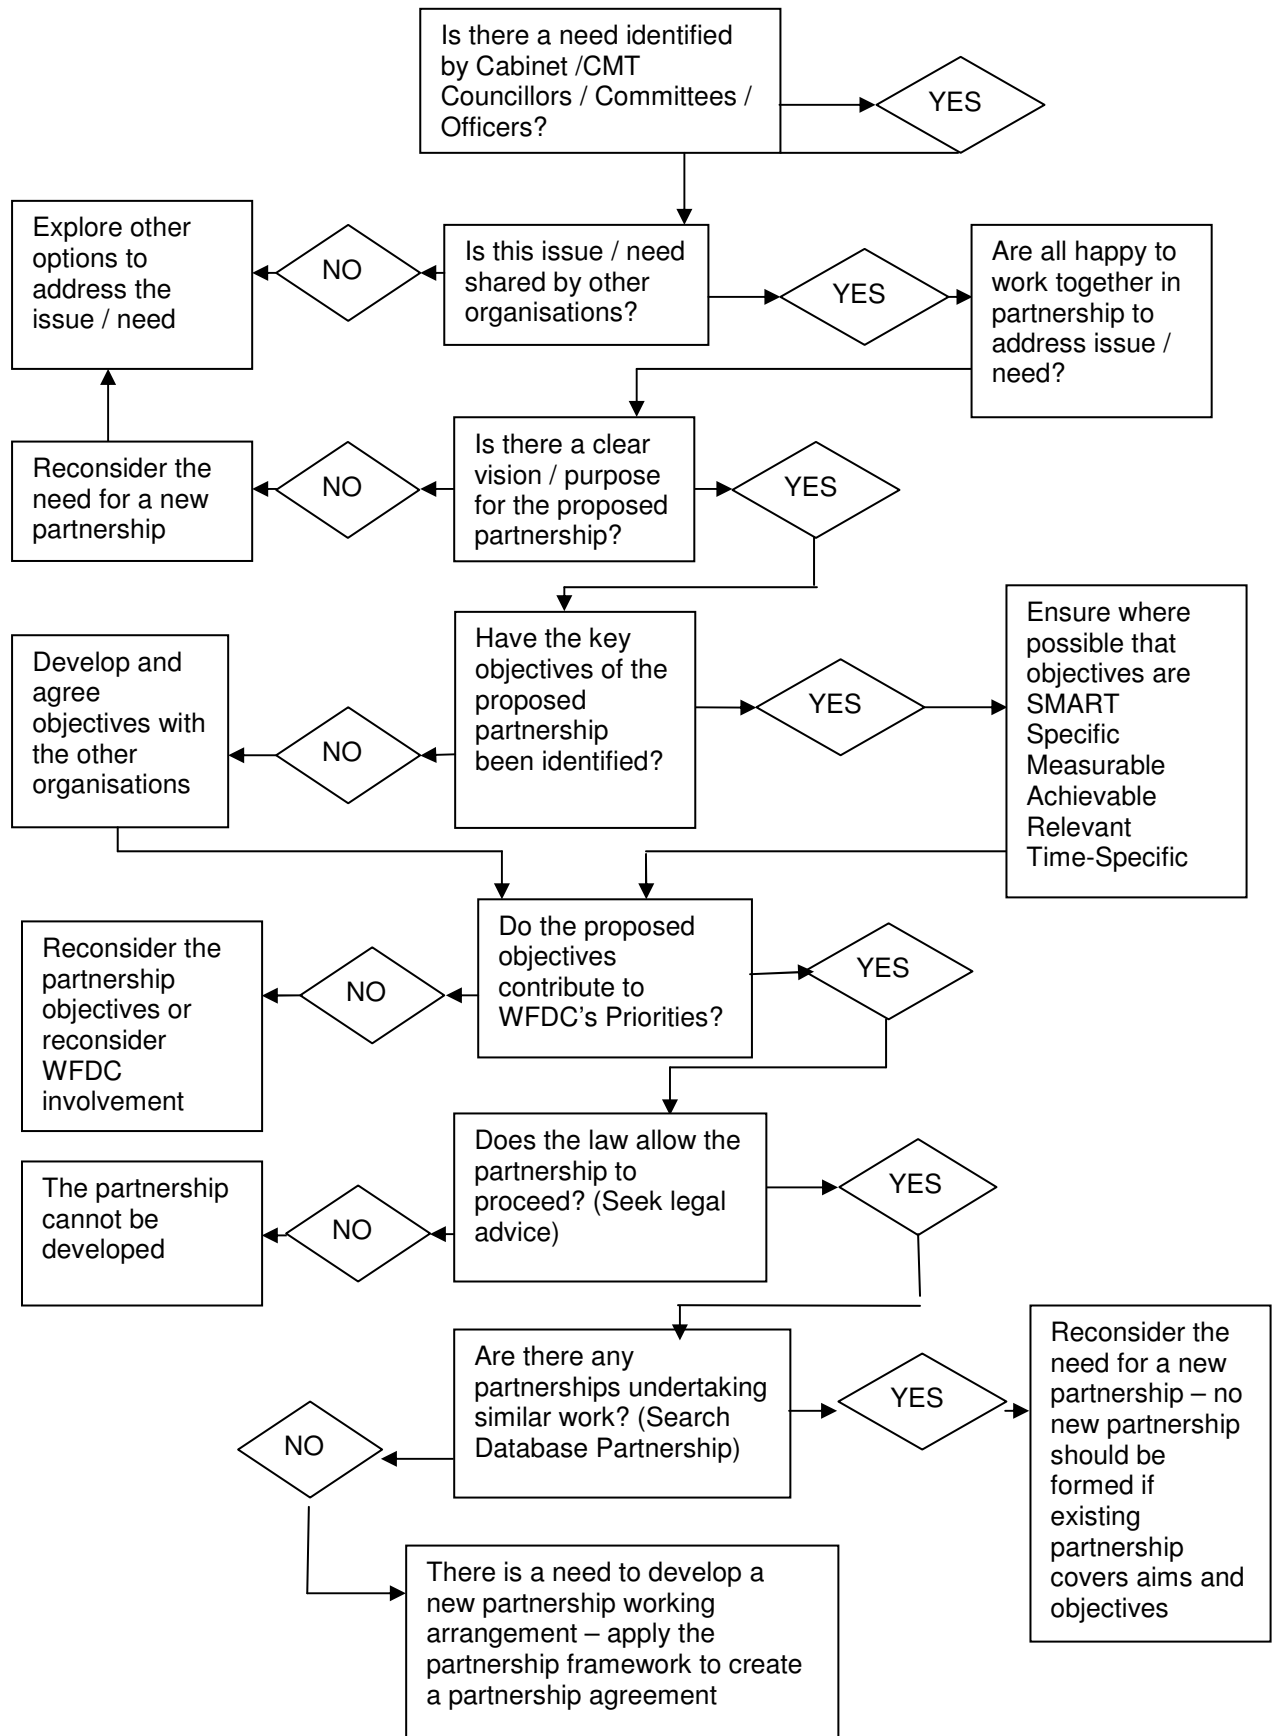 Is there a need identified
by Cabinet /CMT
Councillors / Committees /
Officers?
YES
Explore other
options to
address the
issue / need
NO
Is this issue / need
shared by other
organisations?
YES
Are all happy to
work together in
partnership to
address issue /
need?
Reconsider the
need for a new
partnership
NO
Is there a clear
vision / purpose
for the proposed
partnership?
YES
Develop and
agree
objectives with
the other
organisations
NO
Have the key
objectives of the
proposed
partnership
been identified?
YES
Ensure where
possible that
objectives are
SMART
Specific
Measurable
Achievable
Relevant
Time-Specific
Reconsider the
partnership
objectives or
reconsider
WFDC
involvement
NO
Do the proposed
objectives
contribute to
WFDC's Priorities?
YES
The partnership
cannot be
developed
NO
Does the law allow the
partnership to
proceed? (Seek legal
advice)
YES
NO
Are there any
partnerships undertaking
similar work? (Search
Database Partnership)
YES
Reconsider the
need for a new
partnership – no
new partnership
should be
formed if
existing
partnership
covers aims and
objectives
There is a need to develop a
new partnership working
arrangement – apply the
partnership framework to create
a partnership agreement